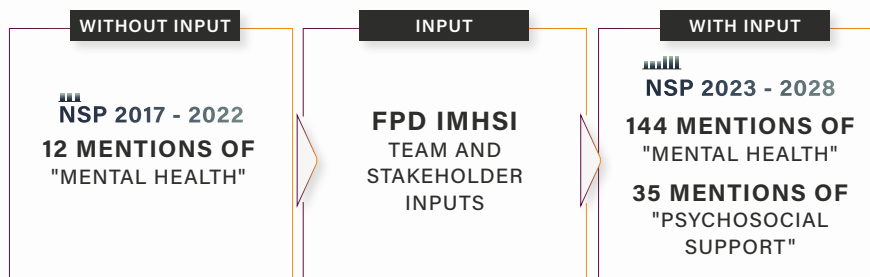 WITHOUT INPUT
NSP 2017 - 2022
12 MENTIONS OF
"MENTAL HEALTH"
INPUT
FPD IMHSI
TEAM AND
STAKEHOLDER
INPUTS
WITH INPUT
NSP 2023 - 2028
144 MENTIONS OF
"MENTAL HEALTH"
35 MENTIONS OF
"PSYCHOSOCIAL
SUPPORT"